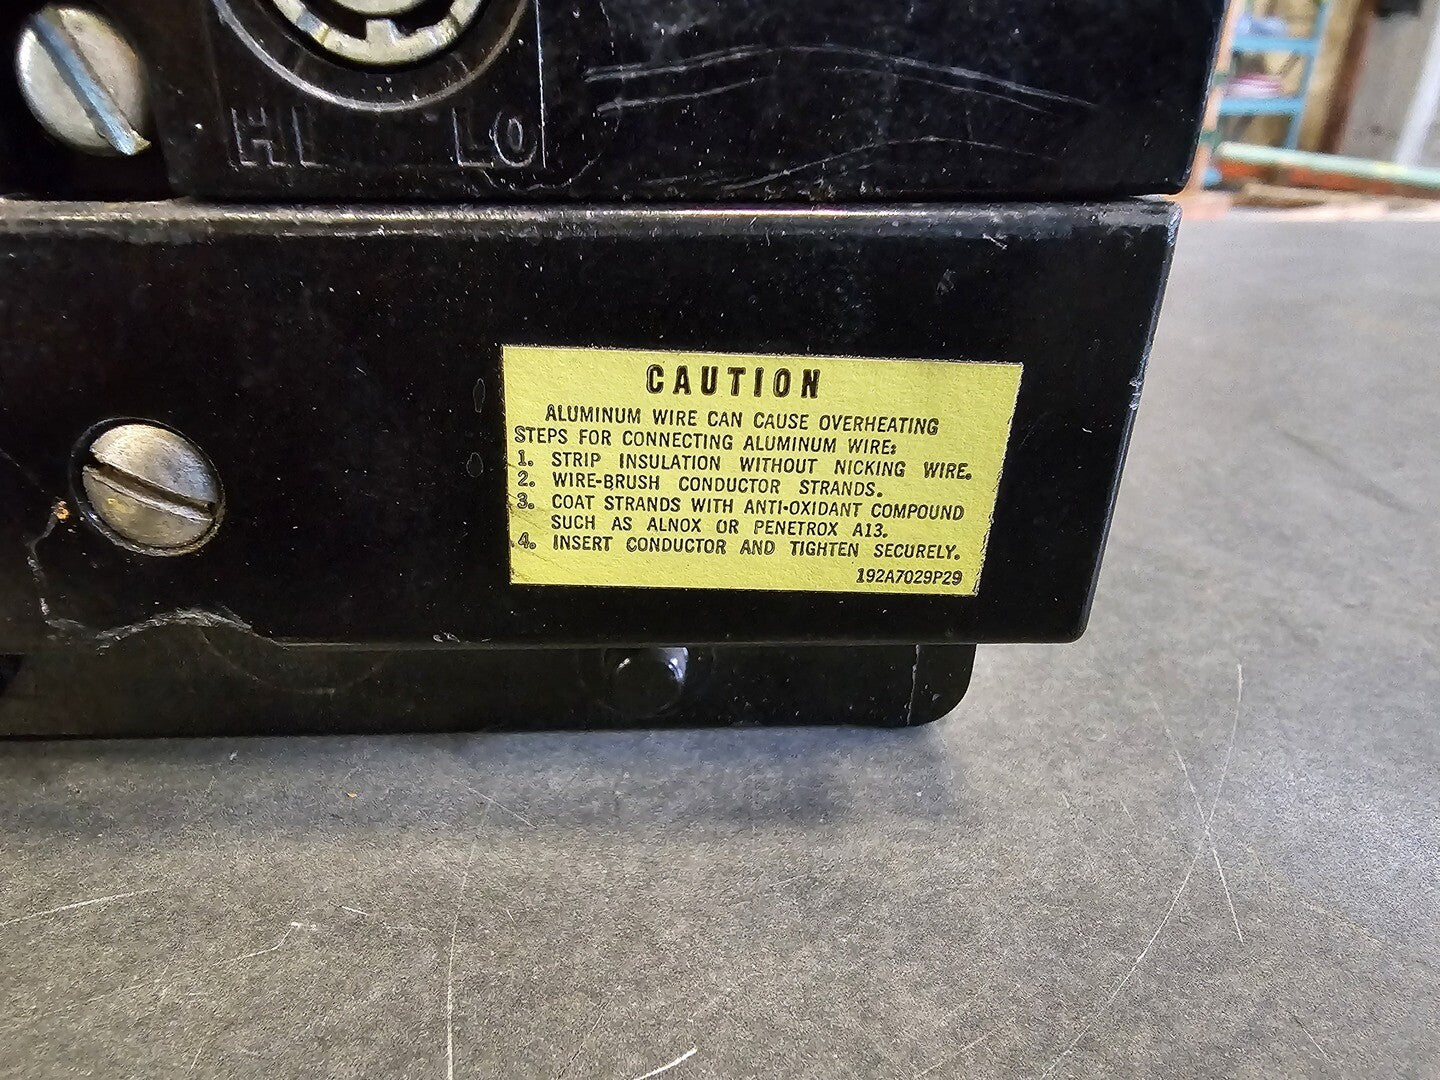 HI LO
CAUTION
ALUMINUM WIRE CAN CAUSE OVERHEATING
STEPS FOR CONNECTING ALUMINUM WIRE:
1. STRIP INSULATION WITHOUT NICKING WIRE.
2. WIRE-BRUSH CONDUCTOR STRANDS.
3. COAT STRANDS WITH ANTI-OXIDANT COMPOUND
SUCH AS ALNOX OR PENETROX A13.
4. INSERT CONDUCTOR AND TIGHTEN SECURELY.
192A7029P29